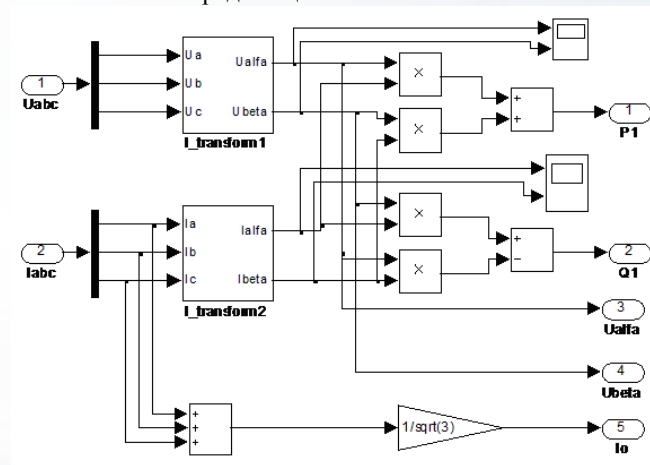 1
Uabc
Ua
Ub
Uc
Ualfa
Ubeta
I_transform1
×
×
+
+
1
P1
2
Iabc
Ia
Ib
Ic
Ialfa
Ibeta
I_transform2
×
×
+
−
2
Q1
3
Ualfa
4
Ubeta
+
+
+
1/sqrt(3)
5
Io